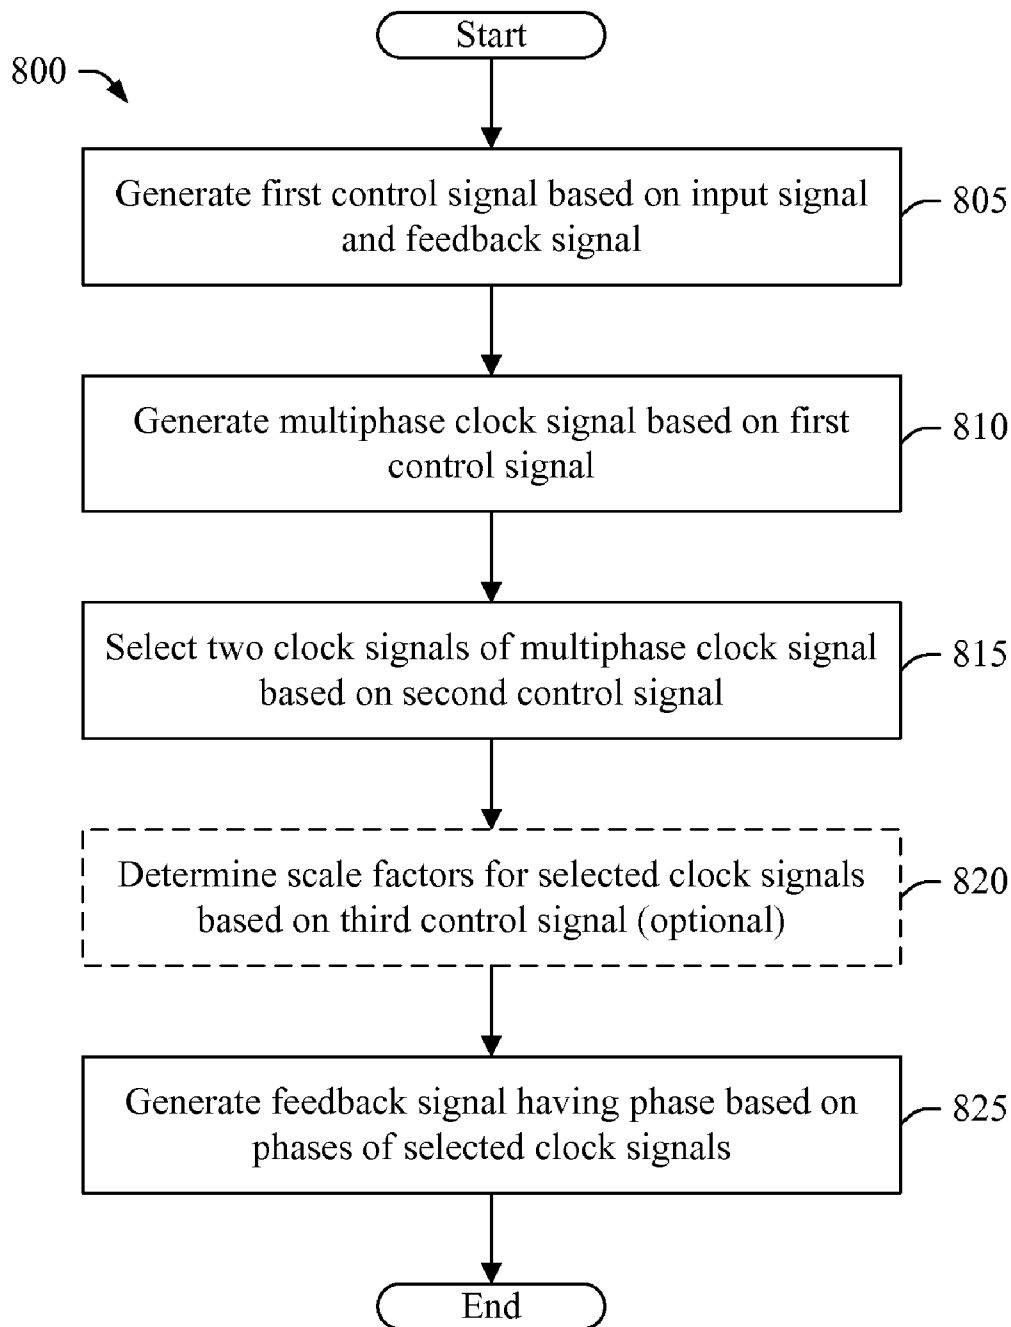 Start
800
Generate first control signal based on input signal
and feedback signal
805
Generate multiphase clock signal based on first
control signal
810
Select two clock signals of multiphase clock signal
based on second control signal
815
Determine scale factors for selected clock signals
based on third control signal (optional)
820
Generate feedback signal having phase based on
phases of selected clock signals
825
End